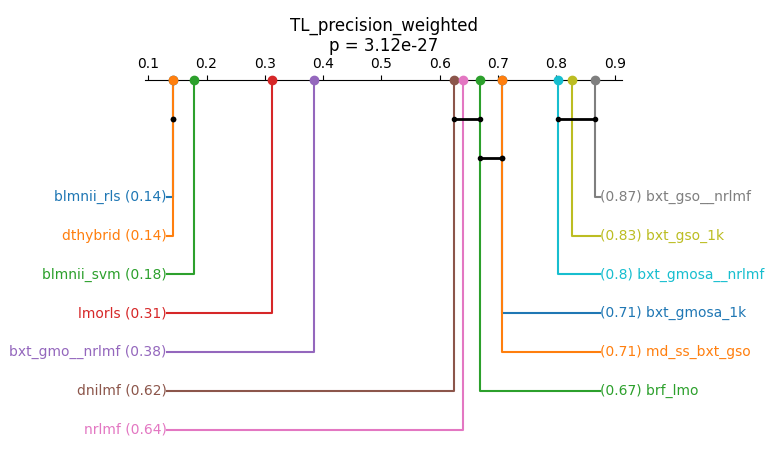 TL_precision_weighted
p = 3.12e-27
0.1 0.2 0.3 0.4 0.5 0.6 0.7 0.8 0.9
blmnii_rls (0.14) (0.87) bxt_gso__nrlmf
dthybrid (0.14) (0.83) bxt_gso_1k
blmnii_svm (0.18) (0.8) bxt_gmosa__nrlmf
lmorls (0.31) (0.71) bxt_gmosa_1k
bxt_gmo__nrlmf (0.38) (0.71) md_ss_bxt_gso
dnilmf (0.62) (0.67) brf_lmo
nrlmf (0.64)